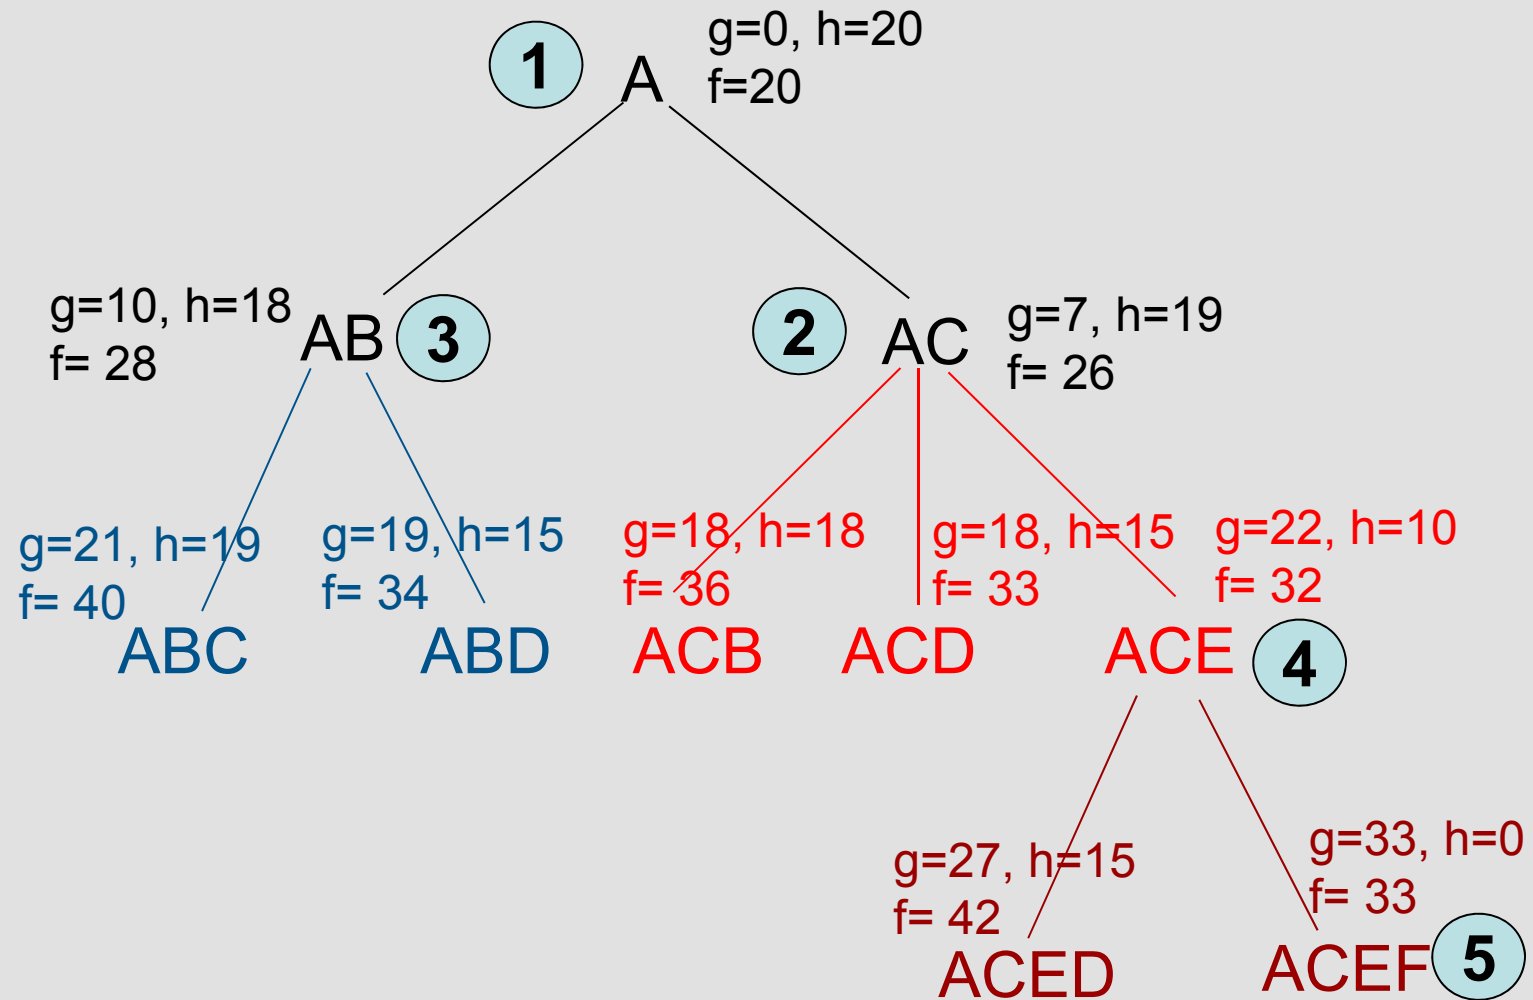 1
A
g=0, h=20
f=20
g=10, h=18
f= 28
AB
3
2
AC
g=7, h=19
f= 26
g=21, h=19
f= 40
ABC
g=19, h=15
f= 34
ABD
g=18, h=18
f= 36
ACB
g=18, h=15
f= 33
ACD
g=22, h=10
f= 32
ACE
4
g=27, h=15
f= 42
ACED
g=33, h=0
f= 33
ACEF
5